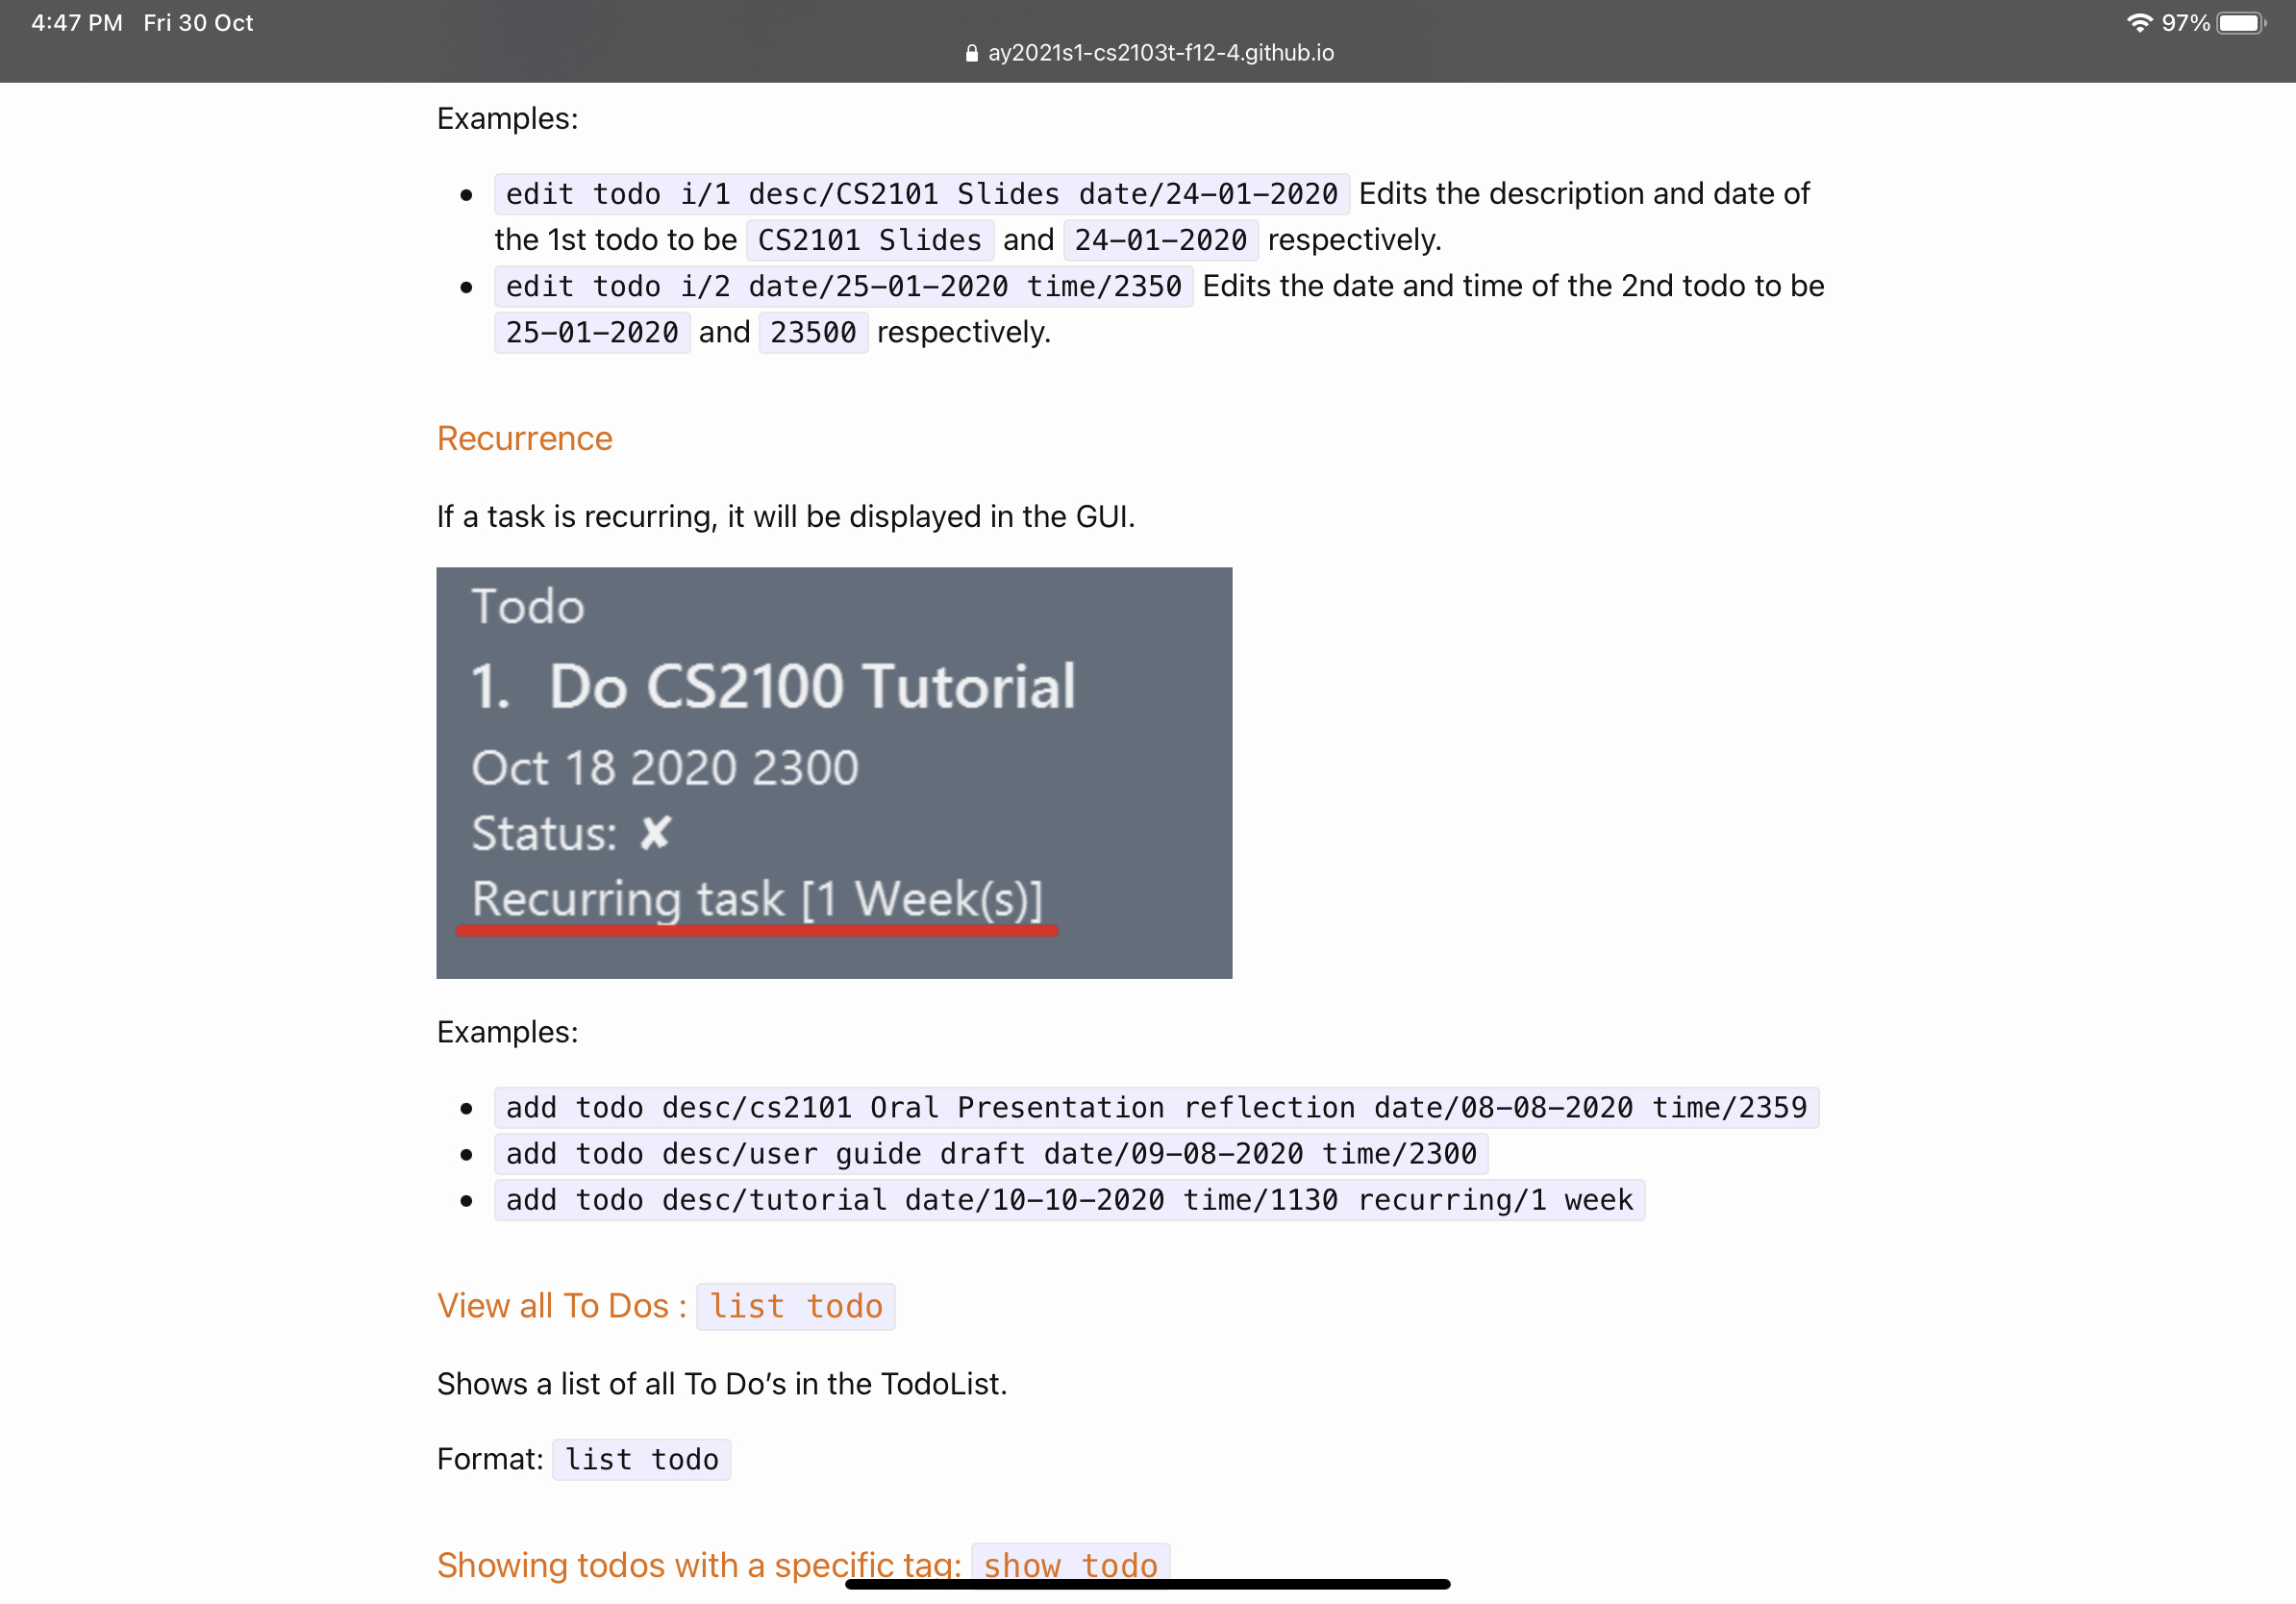 4:47 PM Fri 30 Oct
97%
ay2021s1-cs2103t-f12-4.github.io
Examples:
• edit todo i/1 desc/CS2101 Slides date/24-01-2020 Edits the description and date of
the 1st todo to be CS2101 Slides and 24-01-2020 respectively.
• edit todo i/2 date/25-01-2020 time/2350 Edits the date and time of the 2nd todo to be
25-01-2020 and 23500 respectively.
Recurrence
If a task is recurring, it will be displayed in the GUI.
Todo
1. Do CS2100 Tutorial
Oct 18 2020 2300
Status: ✘
Recurring task [1 Week(s)]
Examples:
• add todo desc/cs2101 Oral Presentation reflection date/08-08-2020 time/2359
• add todo desc/user guide draft date/09-08-2020 time/2300
• add todo desc/tutorial date/10-10-2020 time/1130 recurring/1 week
View all To Dos : list todo
Shows a list of all To Do’s in the TodoList.
Format: list todo
Showing todos with a specific tag: show todo